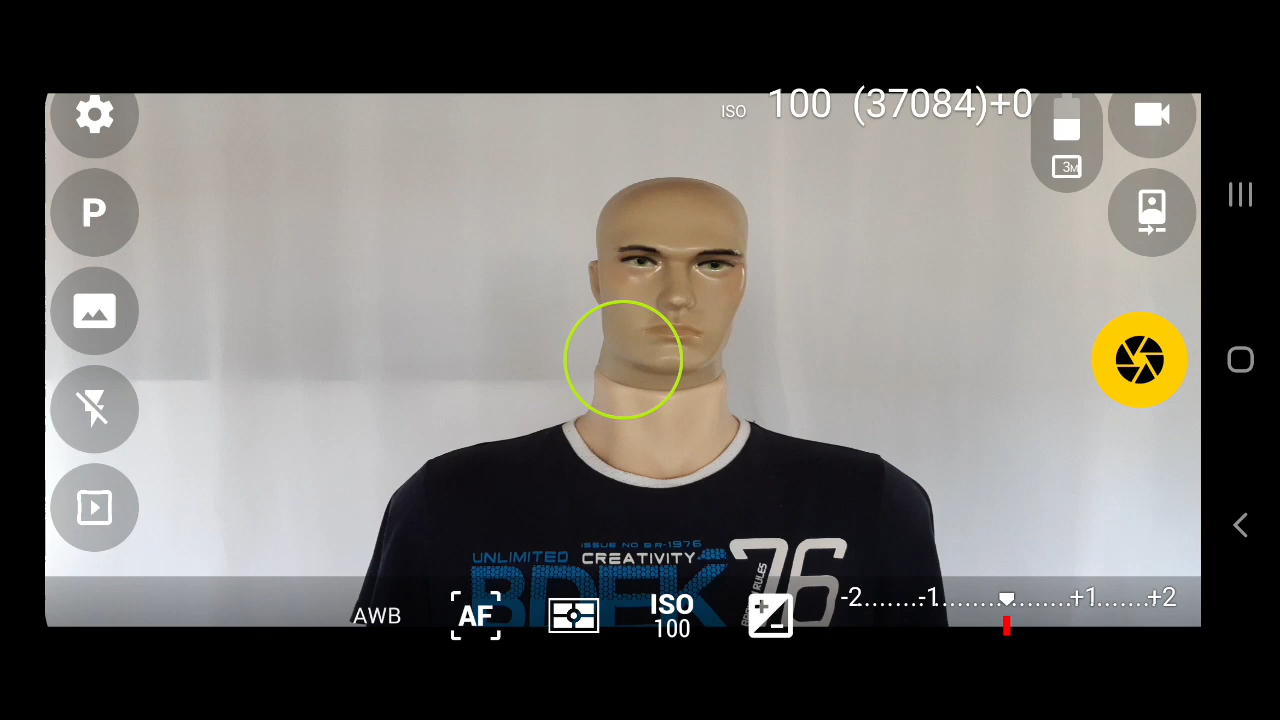 ISO 100 (37084)+0
3M
P
ISSUE NO B R-1976
UNLIMITED CREATIVITY
76
RULES
AWB
AF
ISO
100
-2.......-1..................+1.......+2